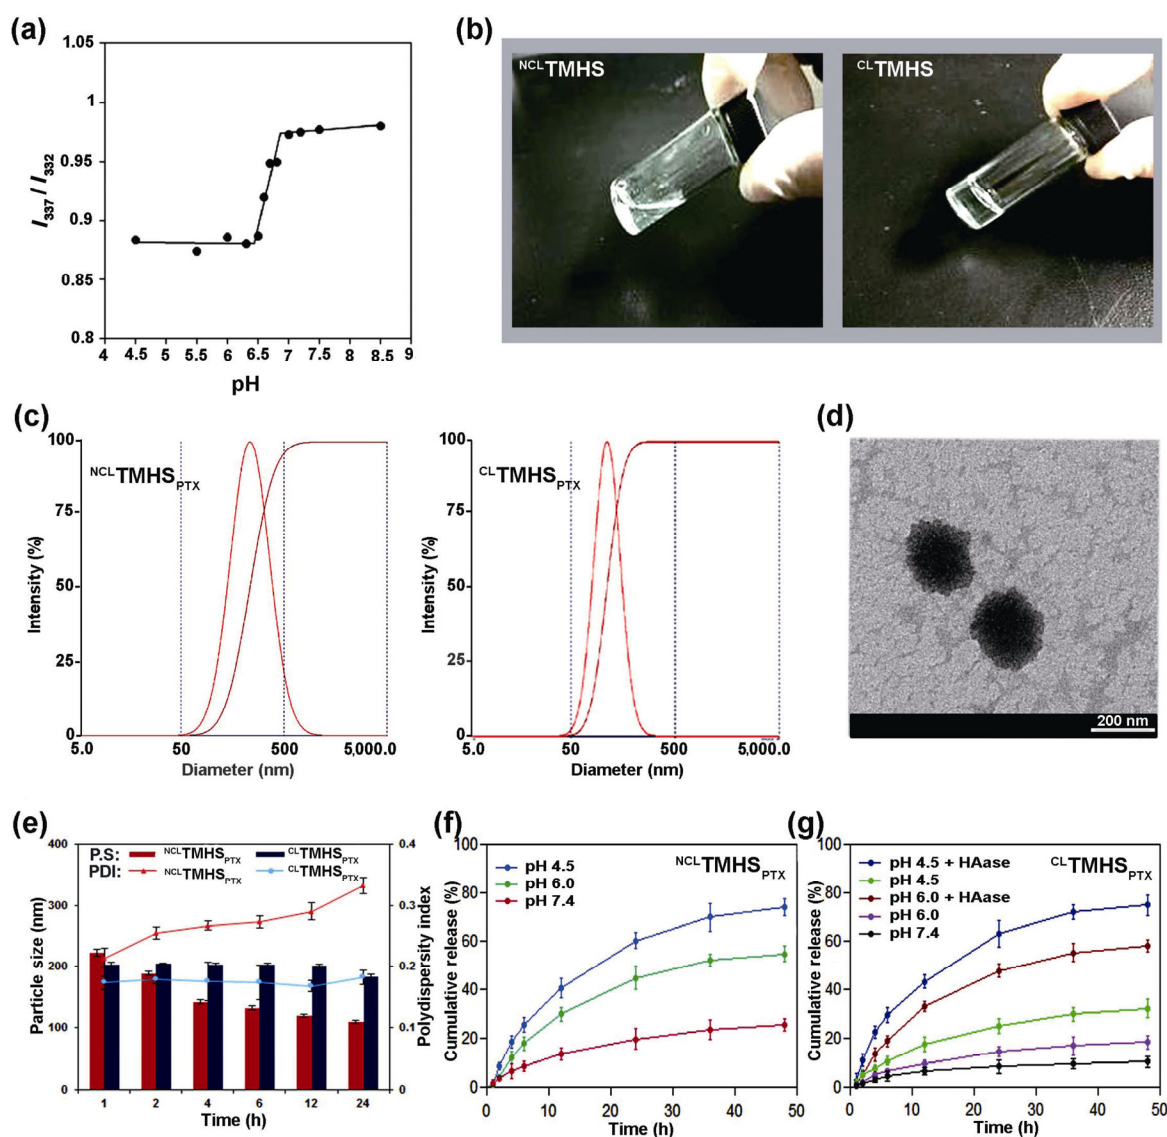 (a)
1.05
1
0.95
0.9
0.85
0.8
I337 / I332
4 4.5 5 5.5 6 6.5 7 7.5 8 8.5 9
pH
(b)
NCLTMHS
CLTMHS
(c)
NCLTMHSPTX
100
75
50
25
0
Intensity (%)
5.0 50 500 5,000.0
Diameter (nm)
CLTMHSPTX
100
75
50
25
0
Intensity (%)
5.0 50 500 5,000.0
Diameter (nm)
(d)
200 nm
(e)
P.S: NCLTMHSPTX CLTMHSPTX
PDI: NCLTMHSPTX CLTMHSPTX
400
300
200
100
0
Particle size (nm)
0.4
0.3
0.2
0.1
0
Polydispersity index
1 2 4 6 12 24
Time (h)
(f)
NCLTMHSPTX
pH 4.5
pH 6.0
pH 7.4
100
80
60
40
20
0
Cumulative release (%)
0 10 20 30 40 50
Time (h)
(g)
CLTMHSPTX
pH 4.5 + HAase
pH 4.5
pH 6.0 + HAase
pH 6.0
pH 7.4
100
80
60
40
20
0
Cumulative release (%)
0 10 20 30 40 50
Time (h)